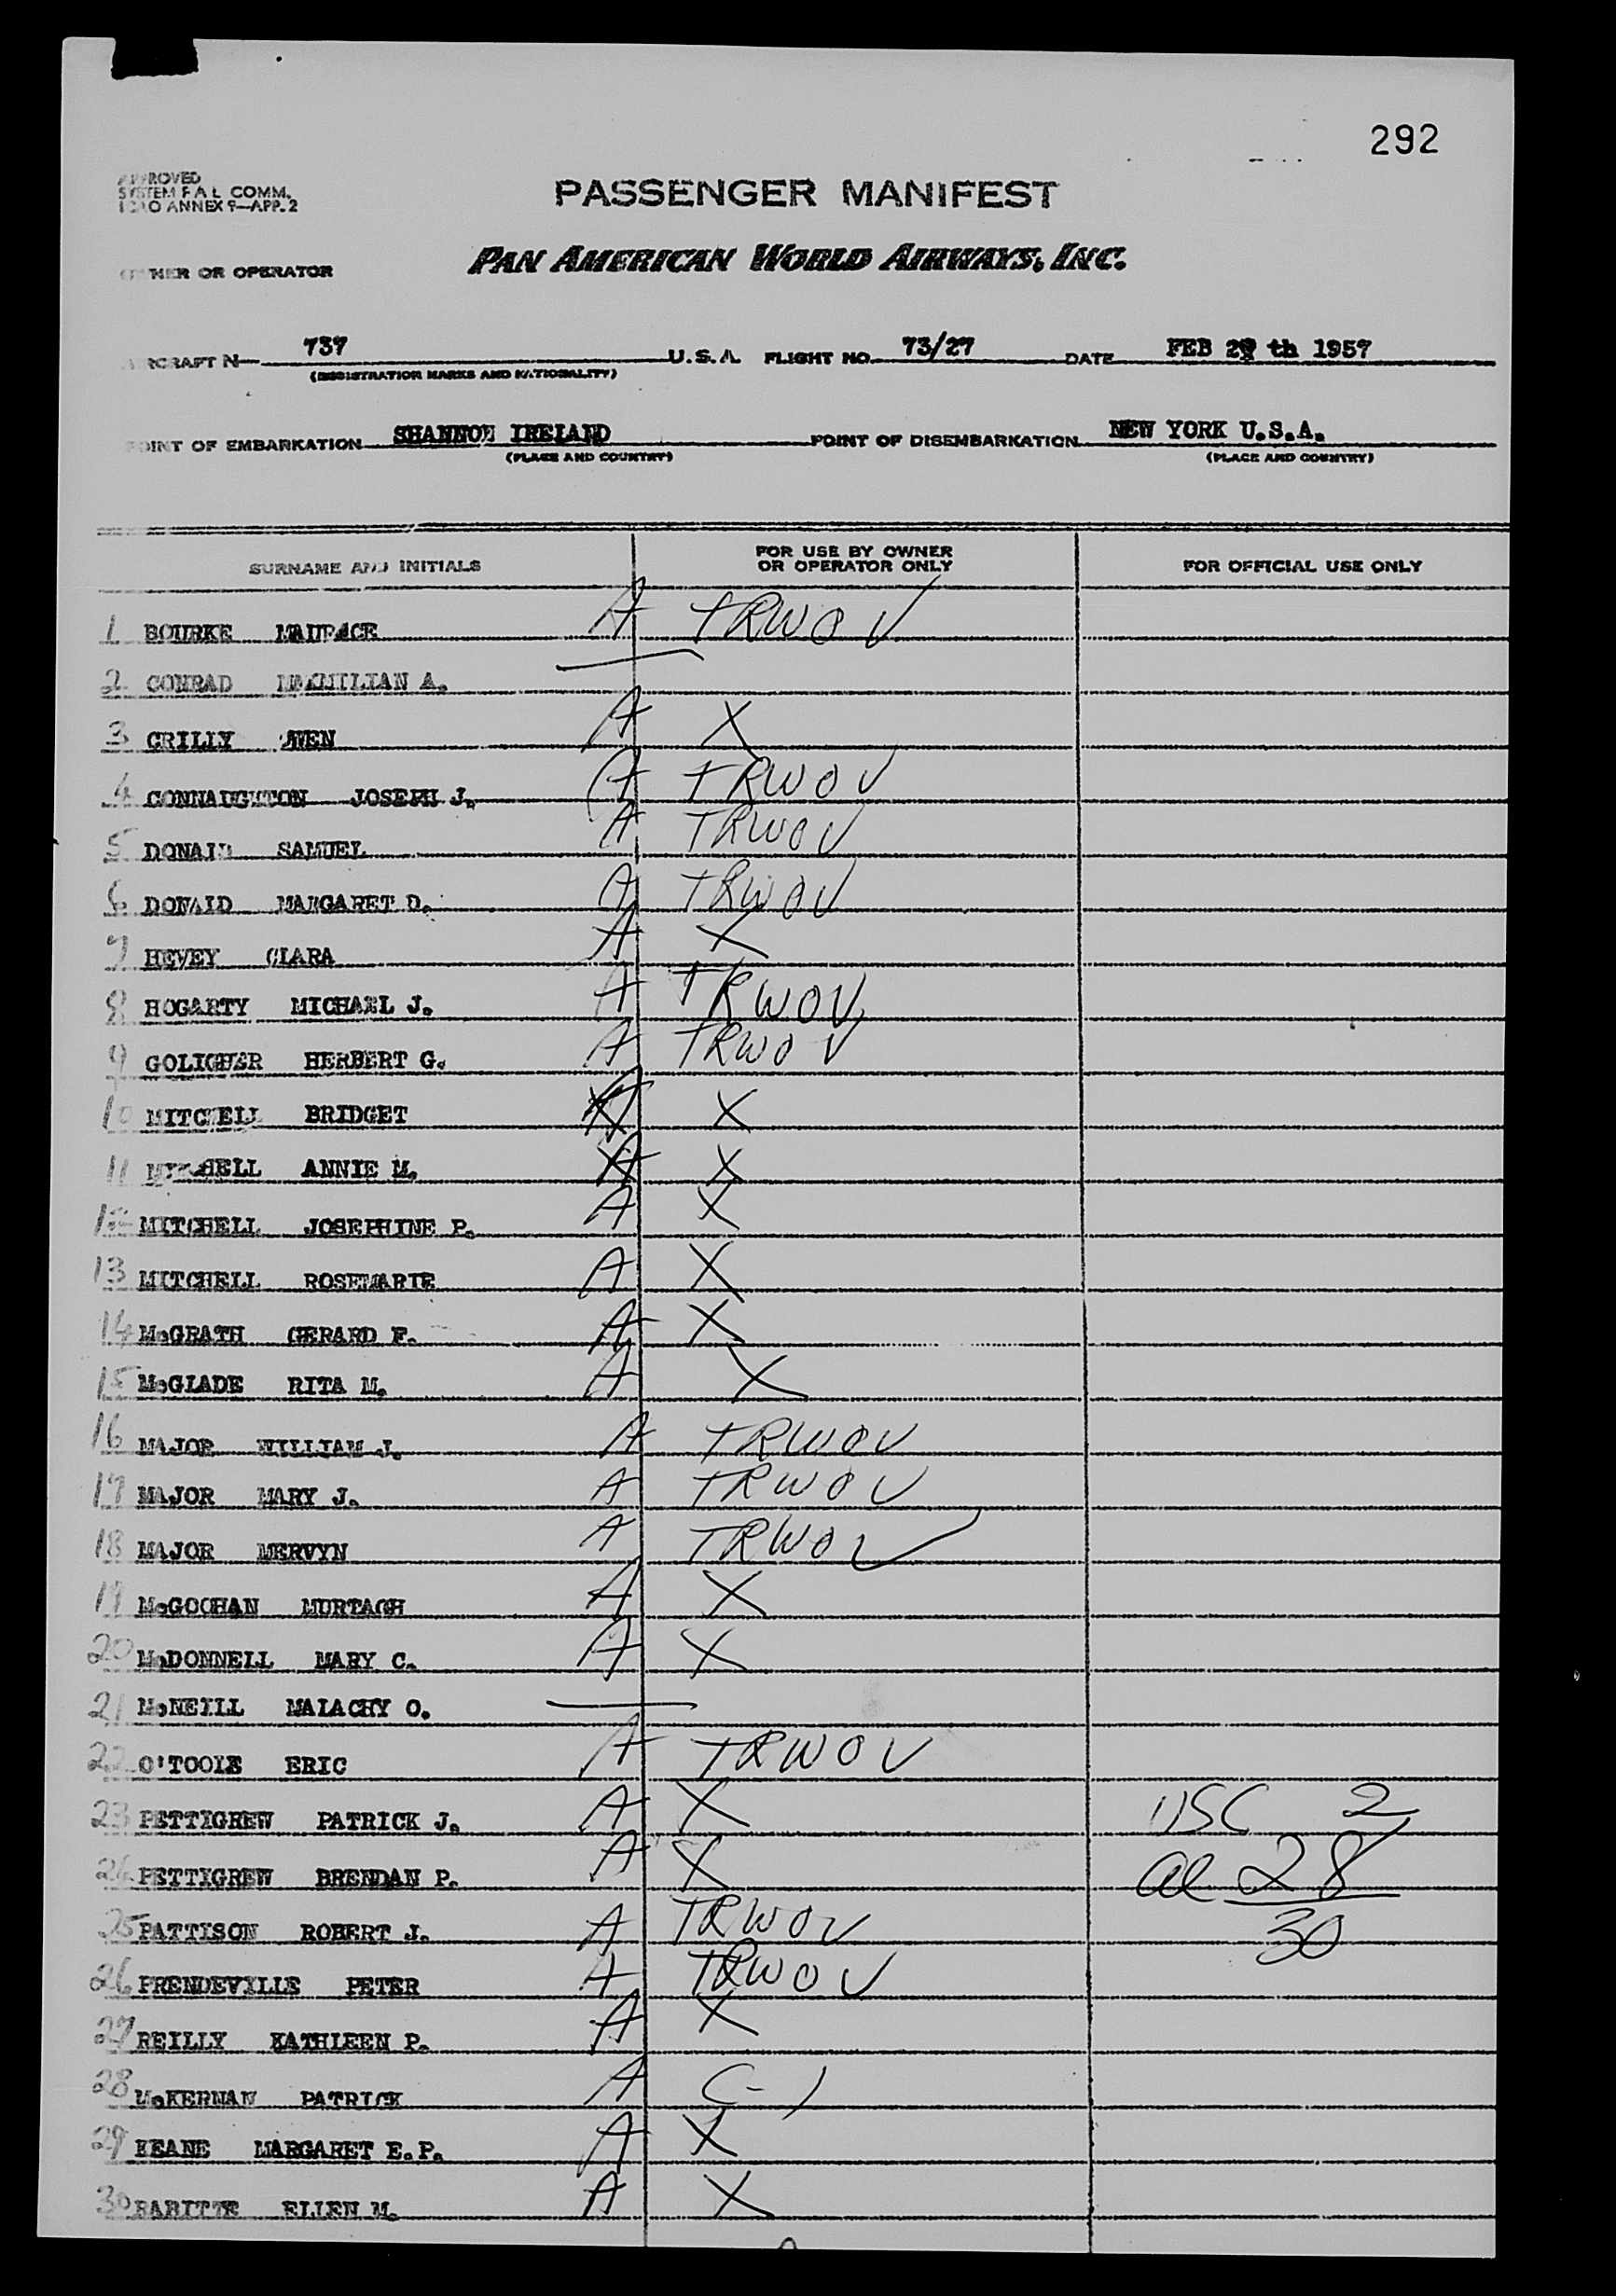 292
APPROVED
SYSTEM F.A.L. COMM.
ICAO ANNEX 9—APP. 2
PASSENGER MANIFEST
OWNER OR OPERATOR PAN AMERICAN WORLD AIRWAYS, INC.
AIRCRAFT N— 737 U.S.A. FLIGHT NO. 73/27 DATE FEB th 1957
(REGISTRATION MARKS AND NATIONALITY)
POINT OF EMBARKATION SHANNON IRELAND POINT OF DISEMBARKATION NEW YORK U.S.A.
(PLACE AND COUNTRY) (PLACE AND COUNTRY)
SURNAME AND INITIALS FOR USE BY OWNER OR OPERATOR ONLY FOR OFFICIAL USE ONLY
1 BOURKE A TRWOV
2 CONRAD MAXMILIAN A.
3 CRILLY OWEN A X
4 CONNAUGHTON JOSEPH J. A TRWOV
5 DONALD SAMUEL A TRWOV
6 DONALD MARGARET D. A TRWOV
7 HEVEY CLARA A X
8 HOGARTY MICHAEL J. A TRWOV
9 GOLIGHER HERBERT G. A TRWOV
10 MITCHELL BRIDGET A X
11 MITCHELL ANNIE M. A X
12 MITCHELL JOSEPHINE P. A X
13 MITCHELL ROSEMARIE A X
14 McGRATH GERARD F. A X
15 McGLADE RITA M. A X
16 MAJOR WILLIAM J. A TRWOV
17 MAJOR MARY J. A TRWOV
18 MAJOR MERVYN A TRWOV
19 McGOOHAN MURTAGH A X
20 McDONNELL MARY C. A X
21 McNEILL MALACHY O.
22 O'TOOLE ERIC A TRWOV
23 PETTIGREW PATRICK J. A X USC 2
24 PETTIGREW BRENDAN P. A X al 28
25 PATTISON ROBERT J. A TRWOV 30
26 PRENDEVILLE PETER A TRWOV
27 REILLY KATHLEEN P. A X
28 McKERNAN PATRICK A C-1
29 KEANE MARGARET E.P. A X
30 BABITTE ELLEN M. A X